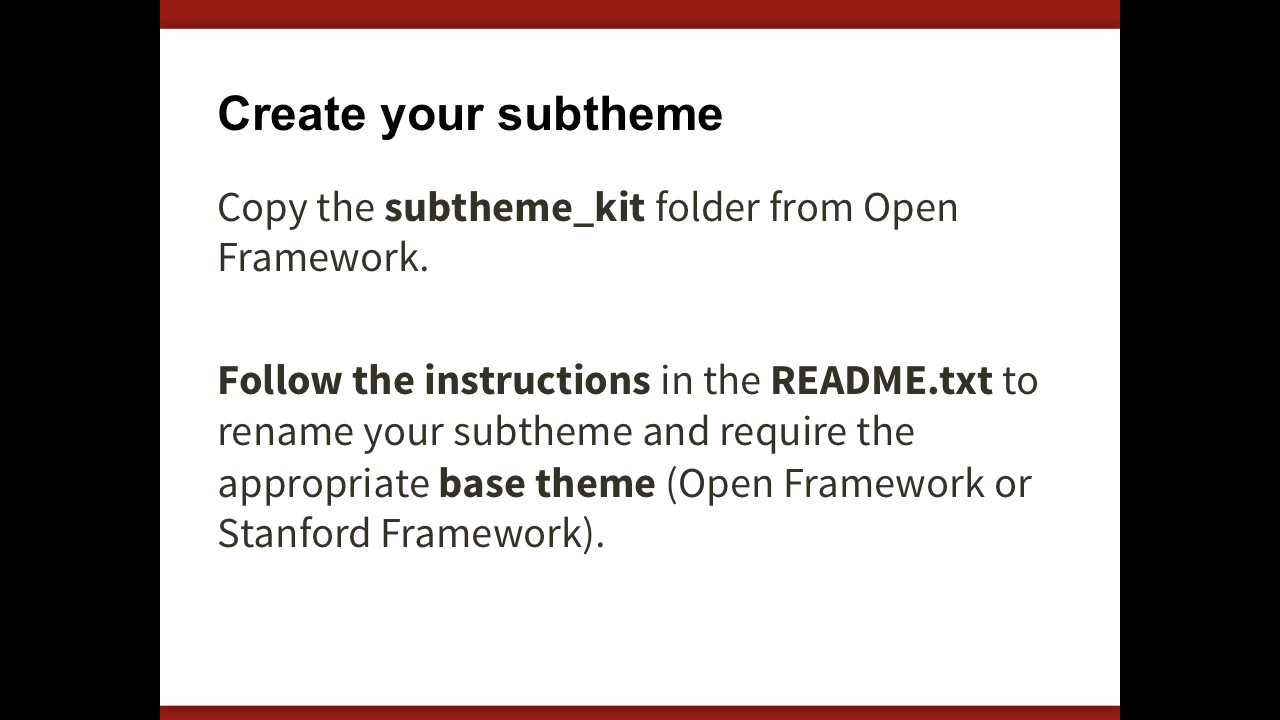 Create your subtheme
Copy the subtheme_kit folder from Open
Framework.
Follow the instructions in the README.txt to
rename your subtheme and require the
appropriate base theme (Open Framework or
Stanford Framework).